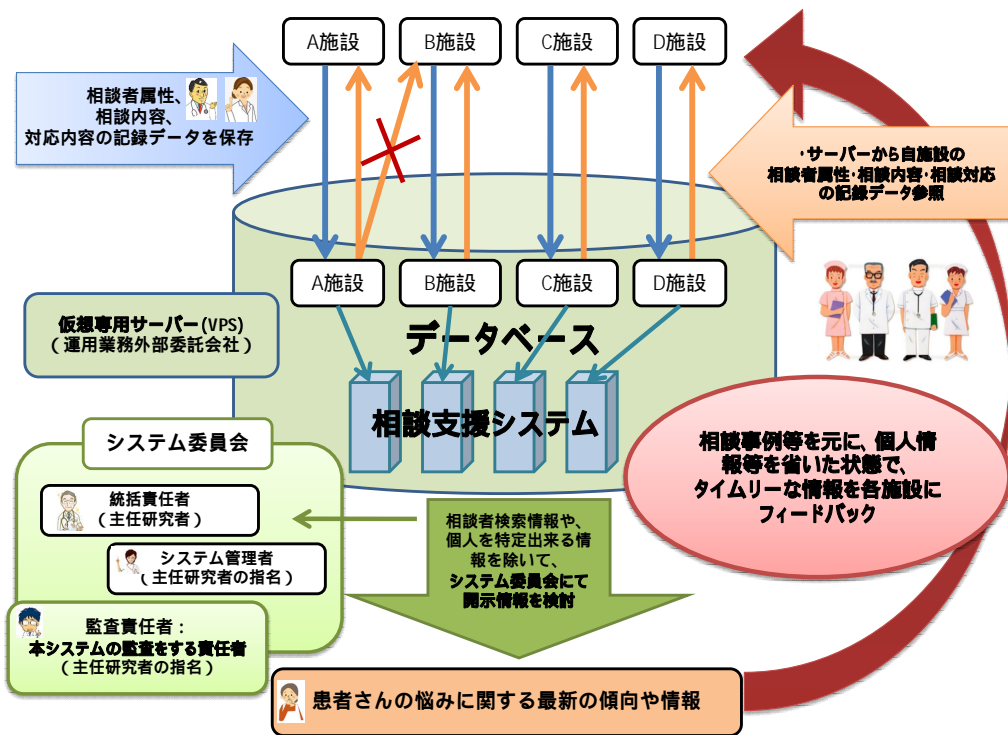 A施設
B施設
C施設
D施設
相談者属性、
相談内容、
対応内容の記録データを保存
・サーバーから自施設の
相談者属性・相談内容・相談対応
の記録データ参照
A施設
B施設
C施設
D施設
仮想専用サーバー(VPS)
（運用業務外部委託会社）
データベース
相談支援システム
システム委員会
統括責任者
（主任研究者）
システム管理者
（主任研究者の指名）
監査責任者：
本システムの監査をする責任者
（主任研究者の指名）
相談者検索情報や、
個人を特定出来る情
報を除いて、
システム委員会にて
開示情報を検討
相談事例等を元に、個人情
報等を省いた状態で、
タイムリーな情報を各施設に
フィードバック
患者さんの悩みに関する最新の傾向や情報